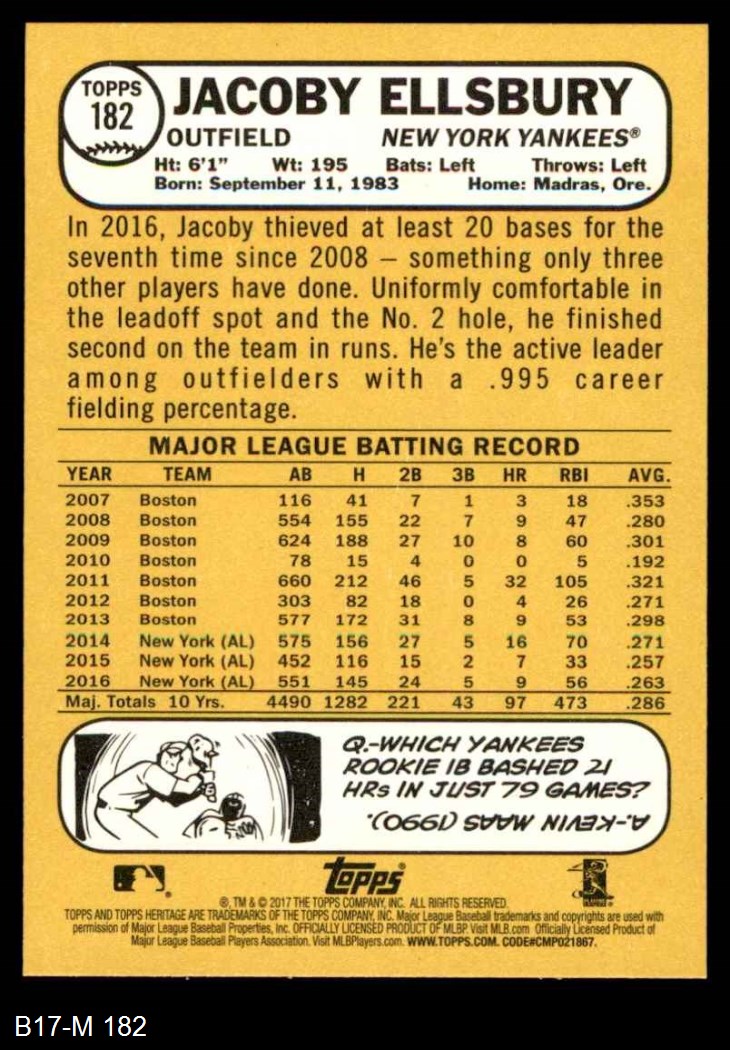 TOPPS
182
JACOBY ELLSBURY
OUTFIELD NEW YORK YANKEES®
Ht: 6'1" Wt: 195 Bats: Left Throws: Left
Born: September 11, 1983 Home: Madras, Ore.
In 2016, Jacoby thieved at least 20 bases for the
seventh time since 2008 – something only three
other players have done. Uniformly comfortable in
the leadoff spot and the No. 2 hole, he finished
second on the team in runs. He's the active leader
among outfielders with a .995 career
fielding percentage.
MAJOR LEAGUE BATTING RECORD
YEAR TEAM AB H 2B 3B HR RBI AVG.
2007 Boston 116 41 7 1 3 18 .353
2008 Boston 554 155 22 7 9 47 .280
2009 Boston 624 188 27 10 8 60 .301
2010 Boston 78 15 4 0 0 5 .192
2011 Boston 660 212 46 5 32 105 .321
2012 Boston 303 82 18 0 4 26 .271
2013 Boston 577 172 31 8 9 53 .298
2014 New York (AL) 575 156 27 5 16 70 .271
2015 New York (AL) 452 116 15 2 7 33 .257
2016 New York (AL) 551 145 24 5 9 56 .263
Maj. Totals 10 Yrs. 4490 1282 221 43 97 473 .286
Q.-WHICH YANKEES
ROOKIE 1B BASHED 21
HRs IN JUST 79 GAMES?
A.-KEVIN MAAS (1990).
topps®
®, TM & © 2017 THE TOPPS COMPANY, INC. ALL RIGHTS RESERVED.
TOPPS AND TOPPS HERITAGE ARE TRADEMARKS OF THE TOPPS COMPANY, INC. Major League Baseball trademarks and copyrights are used with
permission of Major League Baseball Properties, Inc. OFFICIALLY LICENSED PRODUCT OF MLBP. Visit MLB.com Officially Licensed Product of
Major League Baseball Players Association. Visit MLBPlayers.com. WWW.TOPPS.COM. CODE#CMP021867.
B17-M 182